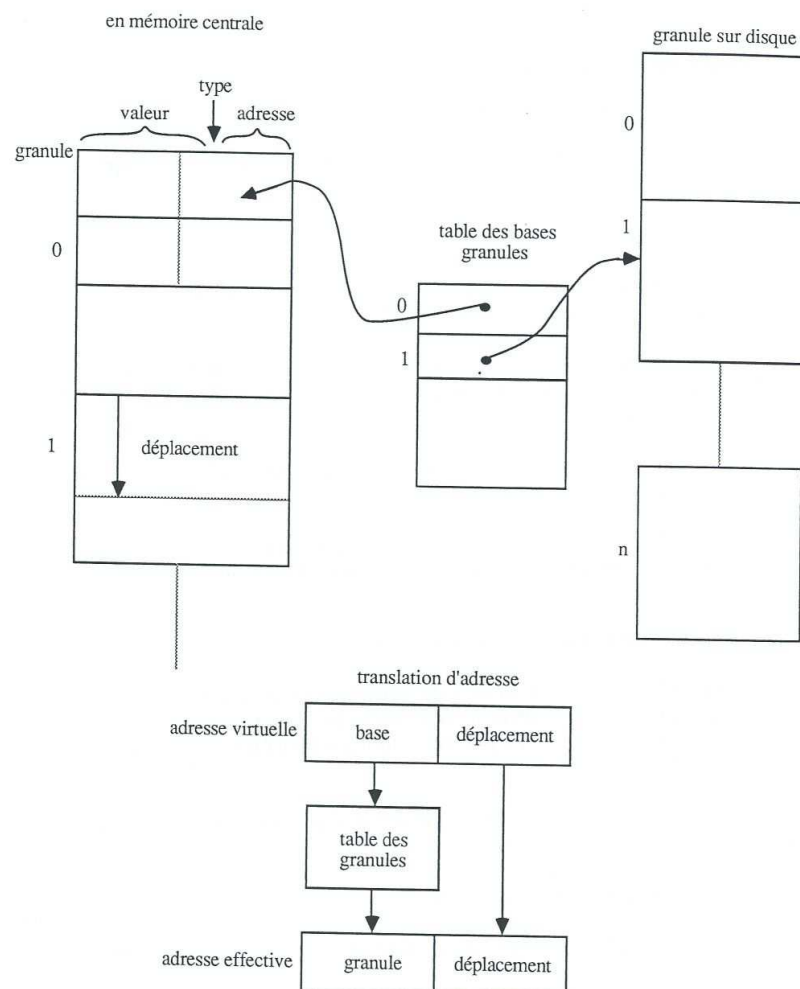 en mémoire centrale
granule sur disque
type
valeur
adresse
granule
0
1
déplacement
table des bases
granules
0
1
0
1
n
translation d'adresse
adresse virtuelle
base
déplacement
table des
granules
adresse effective
granule
déplacement